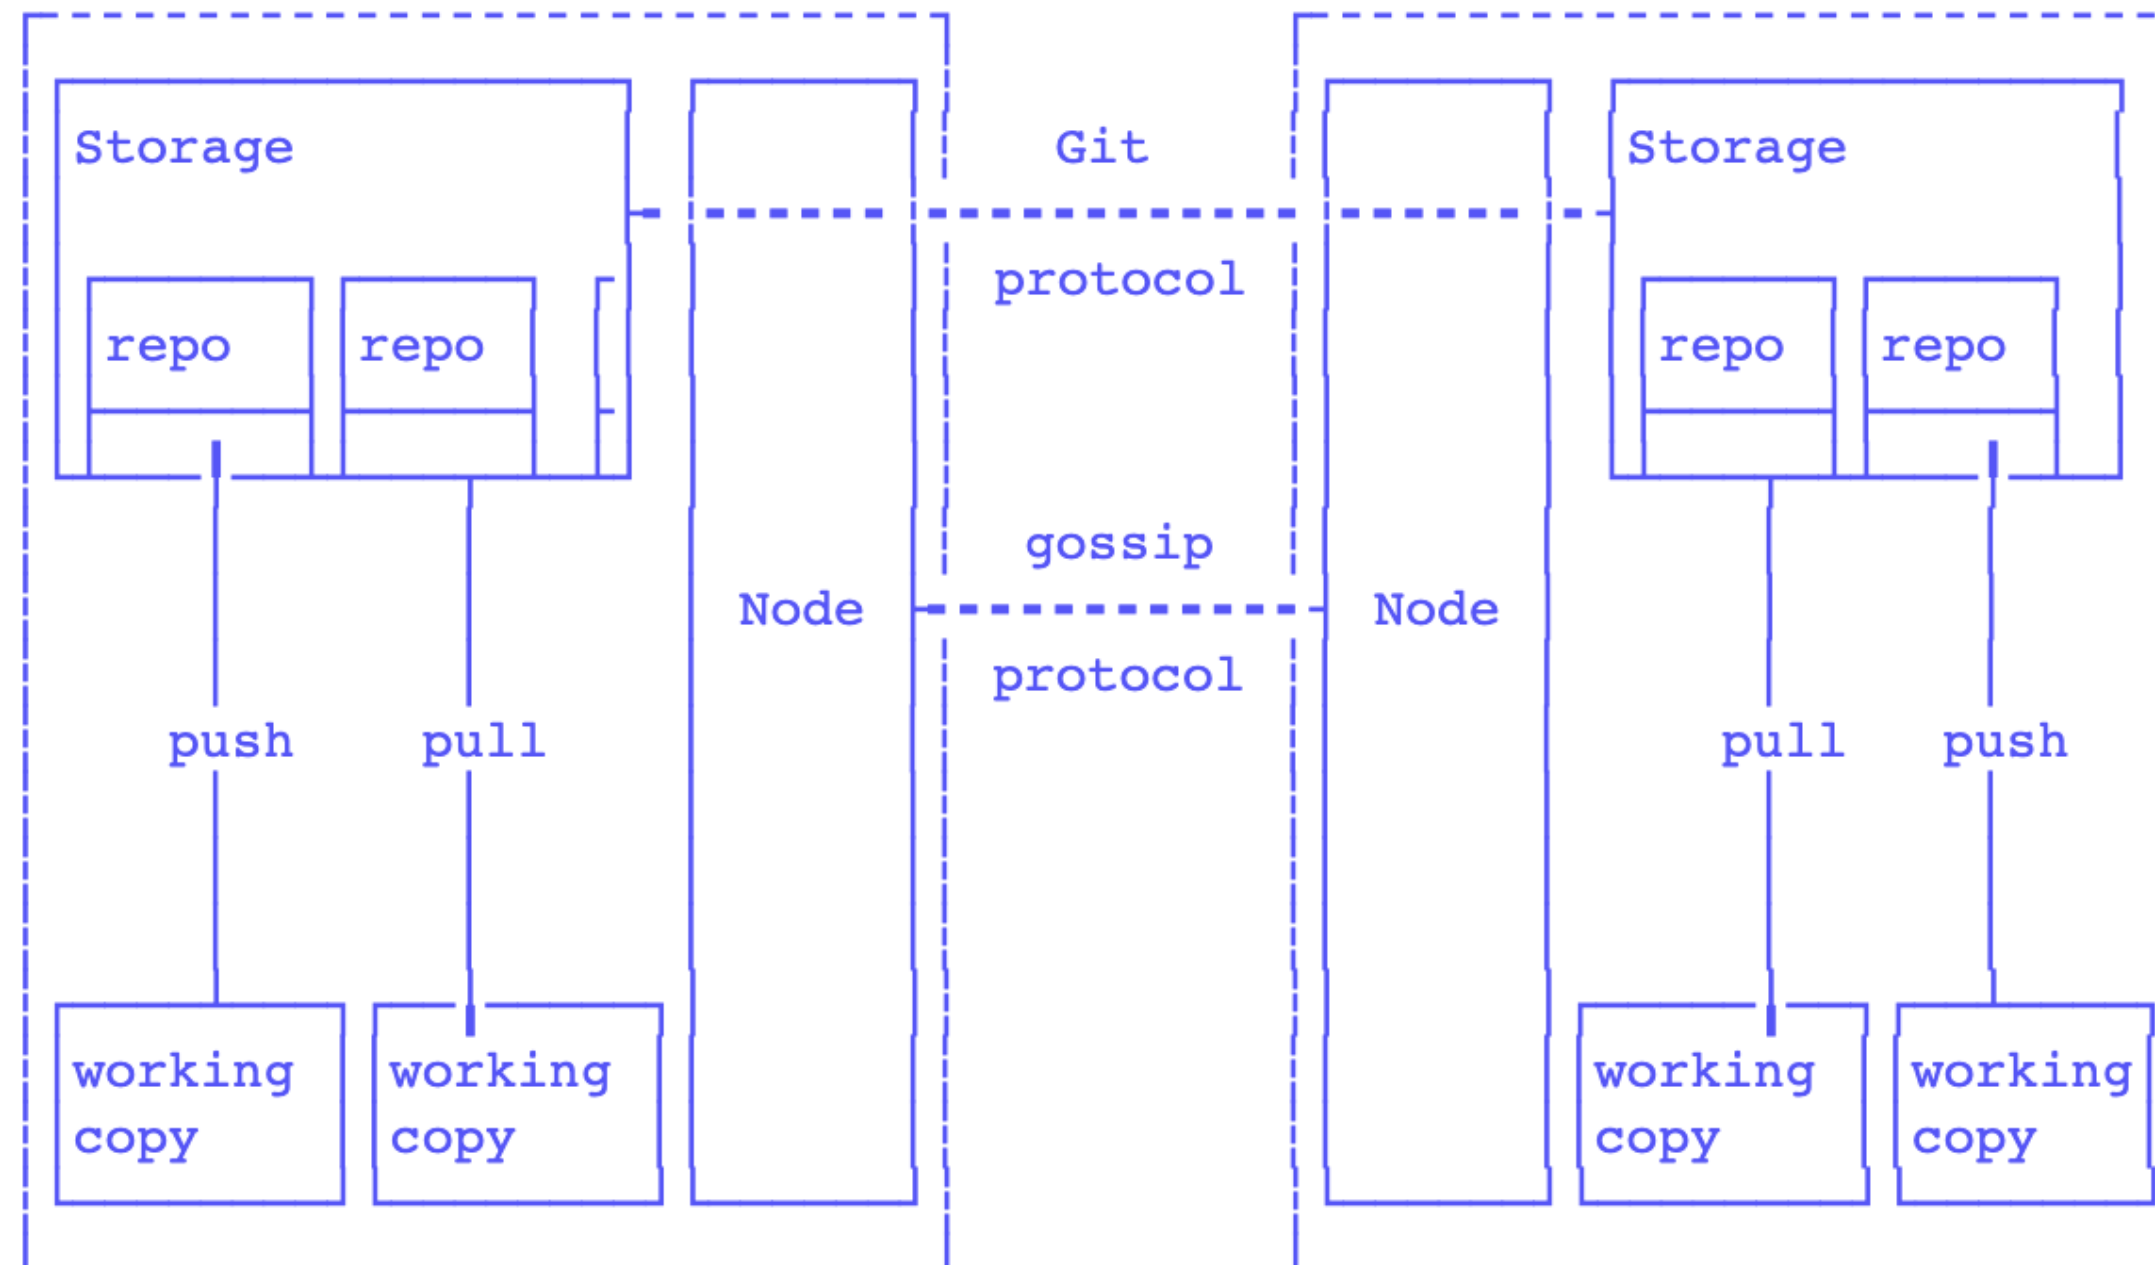 Storage
Git
Storage
protocol
repo
repo
repo
repo
gossip
Node
Node
protocol
push
pull
pull
push
working
copy
working
copy
working
copy
working
copy